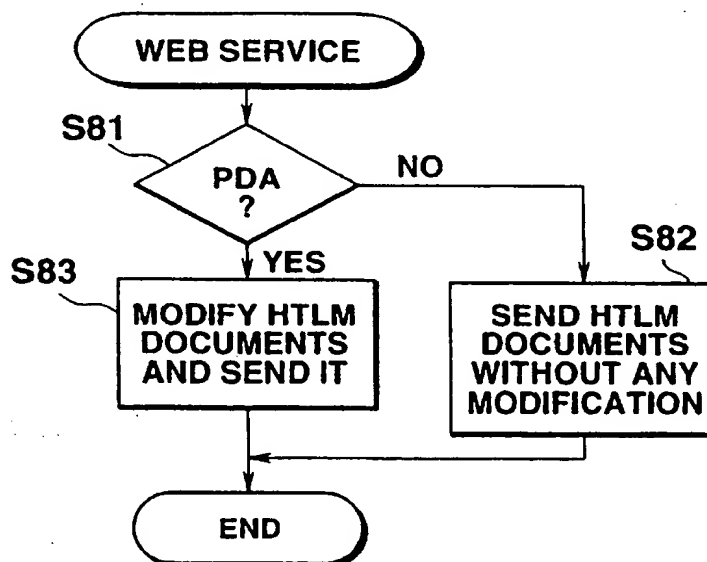 WEB SERVICE
S81
PDA
?
NO
YES
S82
S83
MODIFY HTLM
DOCUMENTS
AND SEND IT
SEND HTLM
DOCUMENTS
WITHOUT ANY
MODIFICATION
END